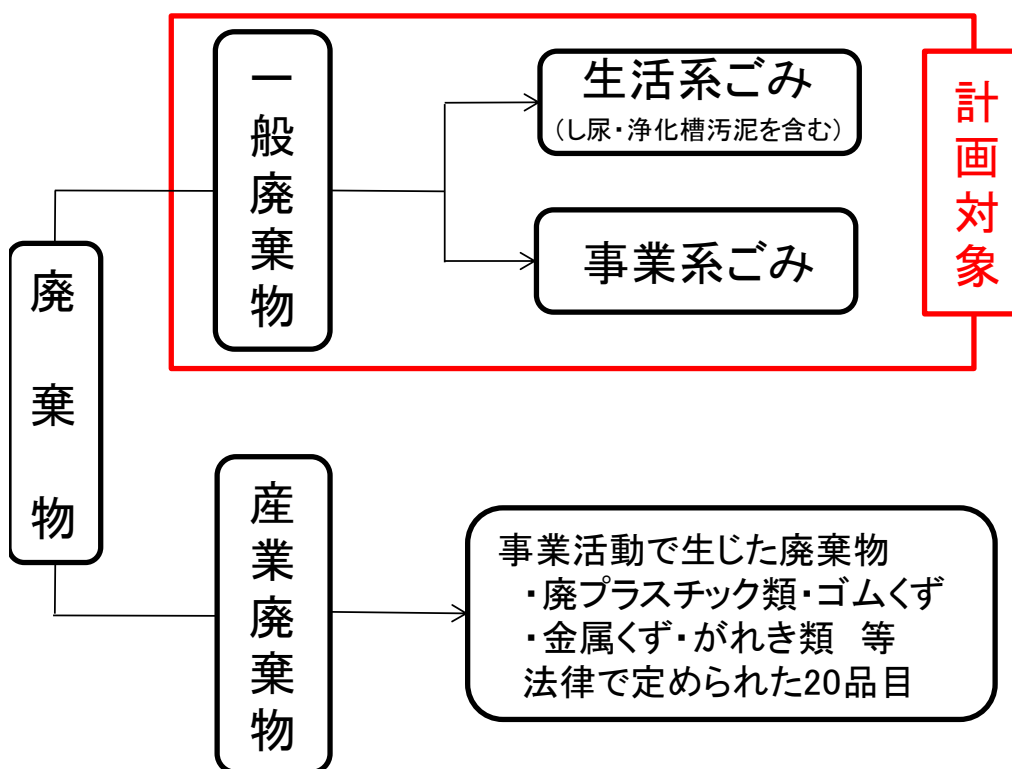 廃棄物
一般廃棄物
生活系ごみ
(し尿・浄化槽汚泥を含む)
事業系ごみ
計画対象
産業廃棄物
事業活動で生じた廃棄物
・廃プラスチック類・ゴムくず
・金属くず・がれき類　等
法律で定められた20品目